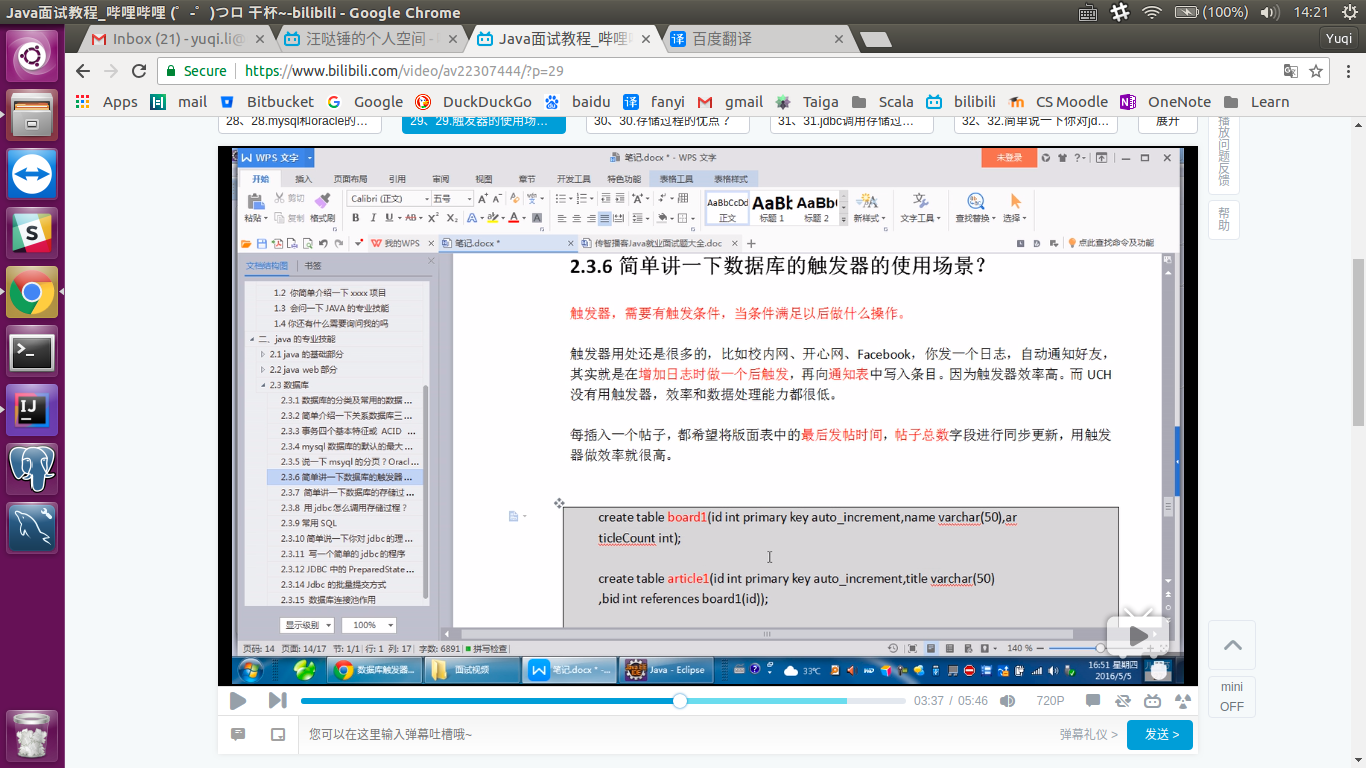 Java面试教程_哔哩哔哩 (゜-゜)つロ 干杯~-bilibili - Google Chrome
(100%)
14:21
Inbox (21) - yuqi.li@
汪哒锤的个人空间 -
Java面试教程_哔哩
百度翻译
Yuqi
Secure
https://www.bilibili.com/video/av22307444/?p=29
Apps
mail
Bitbucket
Google
DuckDuckGo
baidu
fanyi
gmail
Taiga
Scala
bilibili
CS Moodle
OneNote
Learn
28、28.mysql和oracle的…
29、29.触发器的使用场…
30、30.存储过程的优点？
31、31.jdbc调用存储过…
32、32.简单说一下你对jd…
展开
播放问题反馈
帮助
WPS 文字
笔记.docx * - WPS 文字
未登录
开始
插入
页面布局
引用
审阅
视图
章节
开发工具
特色功能
表格工具
表格样式
粘贴
剪切
复制
格式刷
Calibri (正文)
五号
AaBbCcDd
正文
AaBb
标题 1
AaBb(
标题 2
新样式
文字工具
查找替换
选择
我的WPS
笔记.docx *
传智播客Java就业面试题大全.doc
点此查找命令及功能
文档结构图
书签
1.2 你简单介绍一下 xxxx 项目
1.3 会问一下 JAVA 的专业技能
1.4 你还有什么需要询问我的吗
二、java 的专业技能
2.1 java 的基础部分
2.2 java web 部分
2.3 数据库
2.3.1 数据库的分类及常用的数据 ...
2.3.2 简单介绍一下关系数据库三 ...
2.3.3 事务四个基本特征或 ACID ...
2.3.4 mysql 数据库的默认的最大 ...
2.3.5 说一下 msyql 的分页？Oracl ...
2.3.6 简单讲一下数据库的触发器 ...
2.3.7 简单讲一下数据库的存储过 ...
2.3.8 用 jdbc 怎么调用存储过程？
2.3.9 常用 SQL
2.3.10 简单说一下你对 jdbc 的理 ...
2.3.11 写一个简单的 jdbc 的程序
2.3.12 JDBC 中的 PreparedState ...
2.3.14 Jdbc 的批量提交方式
2.3.15 数据库连接池作用
显示级别
100%
2.3.6 简单讲一下数据库的触发器的使用场景？
触发器，需要有触发条件，当条件满足以后做什么操作。
触发器用处还是很多的，比如校内网、开心网、Facebook，你发一个日志，自动通知好友，
其实就是在增加日志时做一个后触发，再向通知表中写入条目。因为触发器效率高。而 UCH
没有用触发器，效率和数据处理能力都很低。
每插入一个帖子，都希望将版面表中的最后发帖时间，帖子总数字段进行同步更新，用触发
器做效率就很高。
create table board1(id int primary key auto_increment,name varchar(50),ar
ticleCount int);
create table article1(id int primary key auto_increment,title varchar(50)
,bid int references board1(id));
页码: 14 页面: 14/17 节: 1/1 行: 1 列: 17 字数: 6891 拼写检查
140 %
数据库触发器...
面试视频
笔记.docx * -...
Java - Eclipse
33℃
16:51 星期四
2016/5/5
03:37 / 05:46
720P
您可以在这里输入弹幕吐槽哦~
弹幕礼仪 >
发送 >
mini
OFF